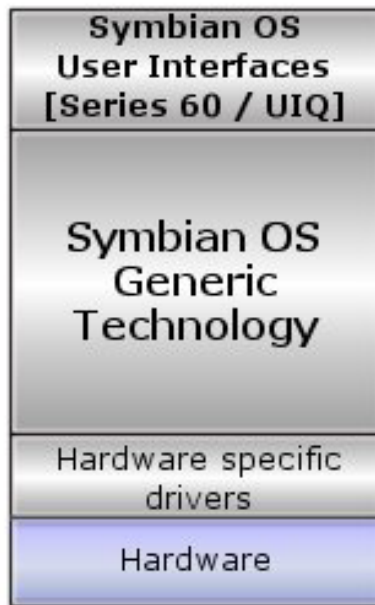 Symbian OS
User Interfaces
[Series 60 / UIQ]
Symbian OS
Generic
Technology
Hardware specific
drivers
Hardware